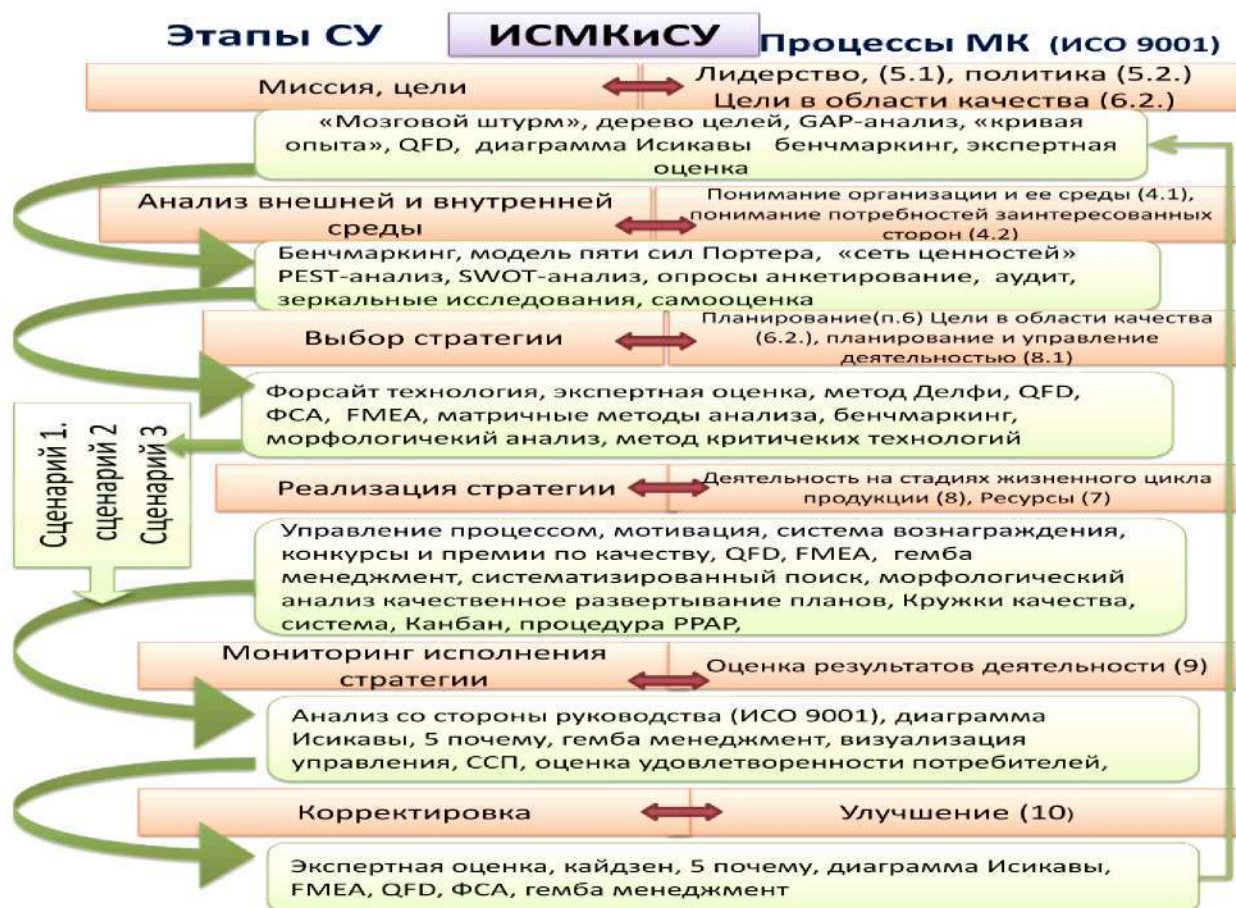 Этапы СУ
ИСМКиСУ
Процессы МК (ИСО 9001)
Миссия, цели
Лидерство, (5.1), политика (5.2.)
Цели в области качества (6.2.)
«Мозговой штурм», дерево целей, GAP-анализ, «кривая
опыта», QFD, диаграмма Исикавы бенчмаркинг, экспертная
оценка
Анализ внешней и внутренней
среды
Понимание организации и ее среды (4.1),
понимание потребностей заинтересованных
сторон (4.2)
Бенчмаркинг, модель пяти сил Портера, «сеть ценностей»
PEST-анализ, SWOT-анализ, опросы анкетирование, аудит,
зеркальные исследования, самооценка
Выбор стратегии
Планирование(п.6) Цели в области качества
(6.2.), планирование и управление
деятельностью (8.1)
Форсайт технология, экспертная оценка, метод Делфи, QFD,
ФСА, FMEA, матричные методы анализа, бенчмаркинг,
морфологичекий анализ, метод критичеких технологий
Сценарий 1.
сценарий 2
Сценарий 3
Реализация стратегии
Деятельность на стадиях жизненного цикла
продукции (8), Ресурсы (7)
Управление процессом, мотивация, система вознаграждения,
конкурсы и премии по качеству, QFD, FMEA, гемба
менеджмент, систематизированный поиск, морфологический
анализ качественное развертывание планов, Кружки качества,
система, Канбан, процедура PPAP,
Мониторинг исполнения
стратегии
Оценка результатов деятельности (9)
Анализ со стороны руководства (ИСО 9001), диаграмма
Исикавы, 5 почему, гемба менеджмент, визуализация
управления, ССП, оценка удовлетворенности потребителей,
Корректировка
Улучшение (10)
Экспертная оценка, кайдзен, 5 почему, диаграмма Исикавы,
FMEA, QFD, ФСА, гемба менеджмент